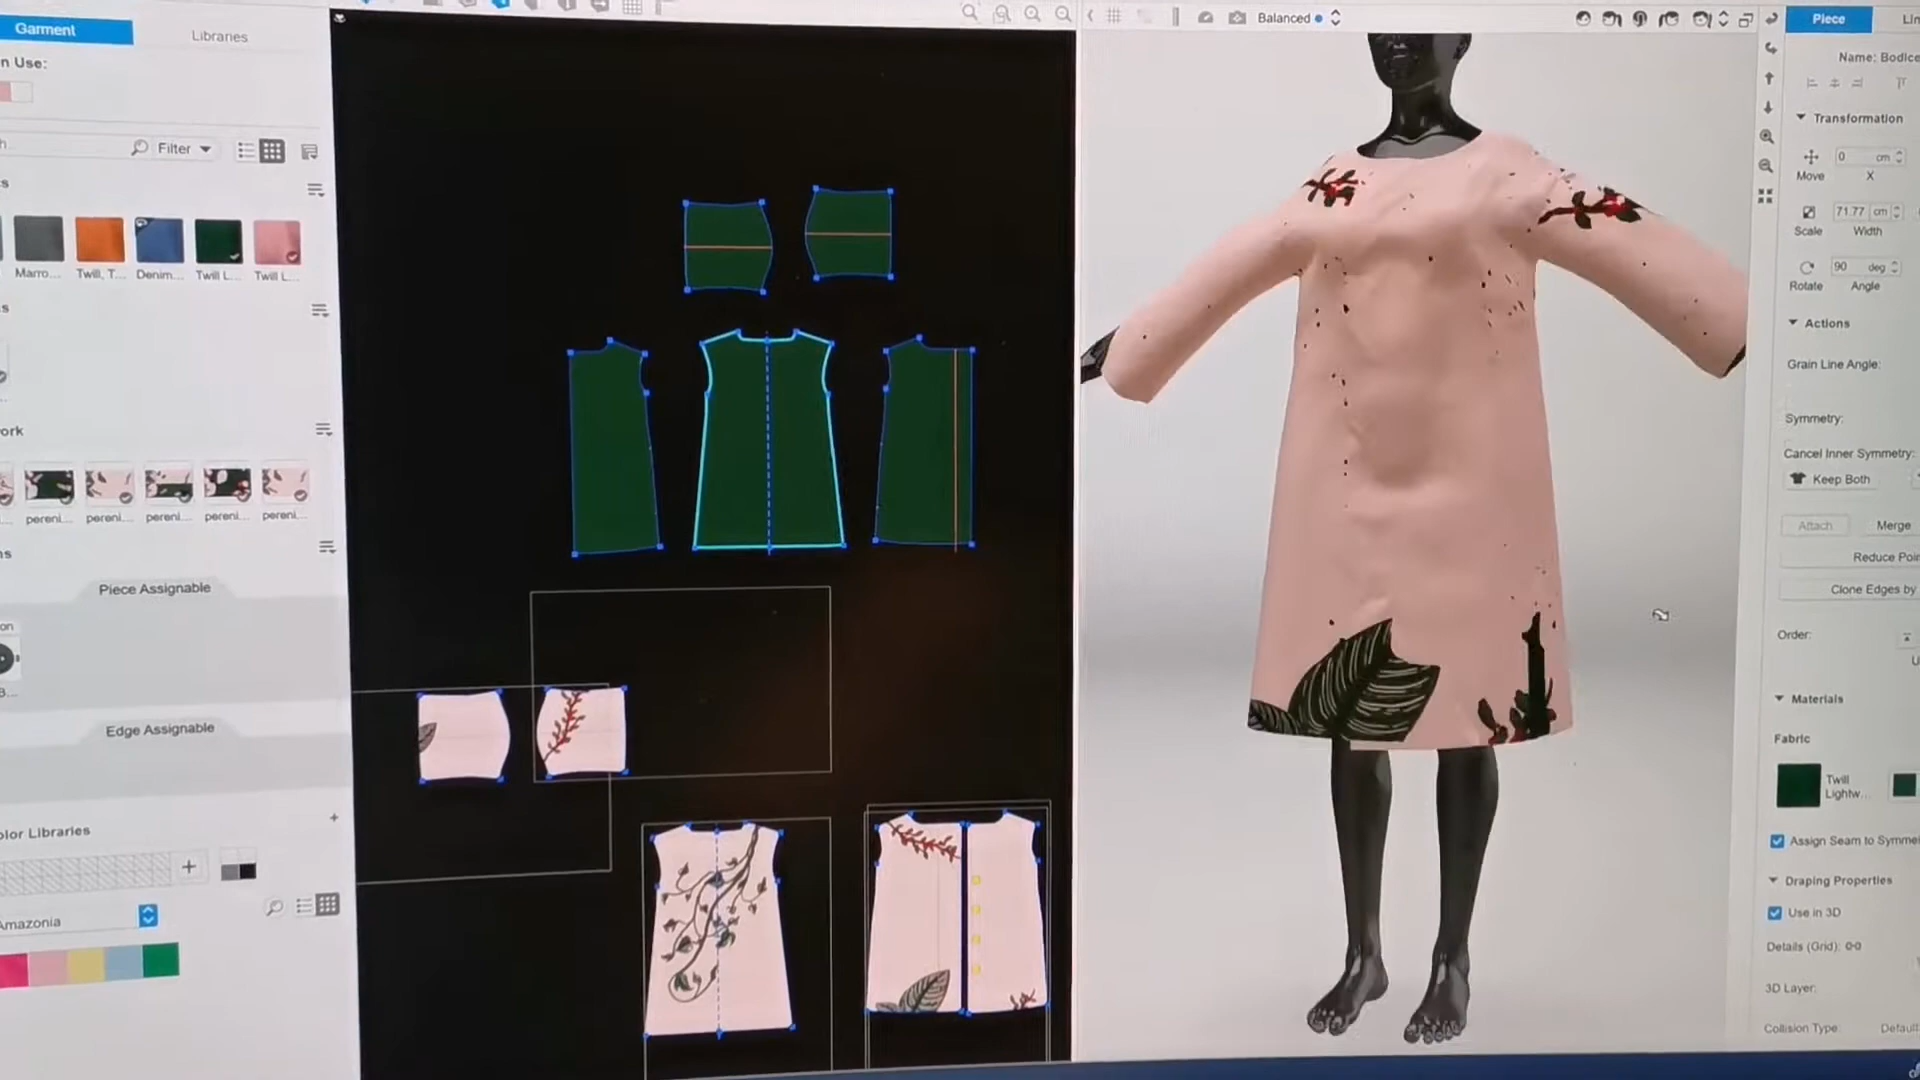 Garment
Libraries
n Use:
Filter
Marro...
Twill, T...
Denim...
Twill L...
Twill L...
ork
pereni...
pereni...
pereni...
pereni...
pereni...
Piece Assignable
on
Edge Assignable
olor Libraries
Amazonia
Balanced
Piece
Lin
Name: Bodice
Transformation
0 cm
Move
X
71.77 cm
Scale
Width
90 deg
Rotate
Angle
Actions
Grain Line Angle:
Symmetry:
Cancel Inner Symmetry:
Keep Both
Attach
Merge
Reduce Poin
Clone Edges by
Order:
Materials
Fabric
Twill
Lightw...
Assign Seam to Symme
Draping Properties
Use in 3D
Details (Grid):
3D Layer:
Collision Type:
Default